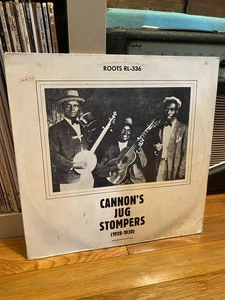 ROOTS RL-336
CANNON'S
JUG
STOMPERS
(1928-1930)